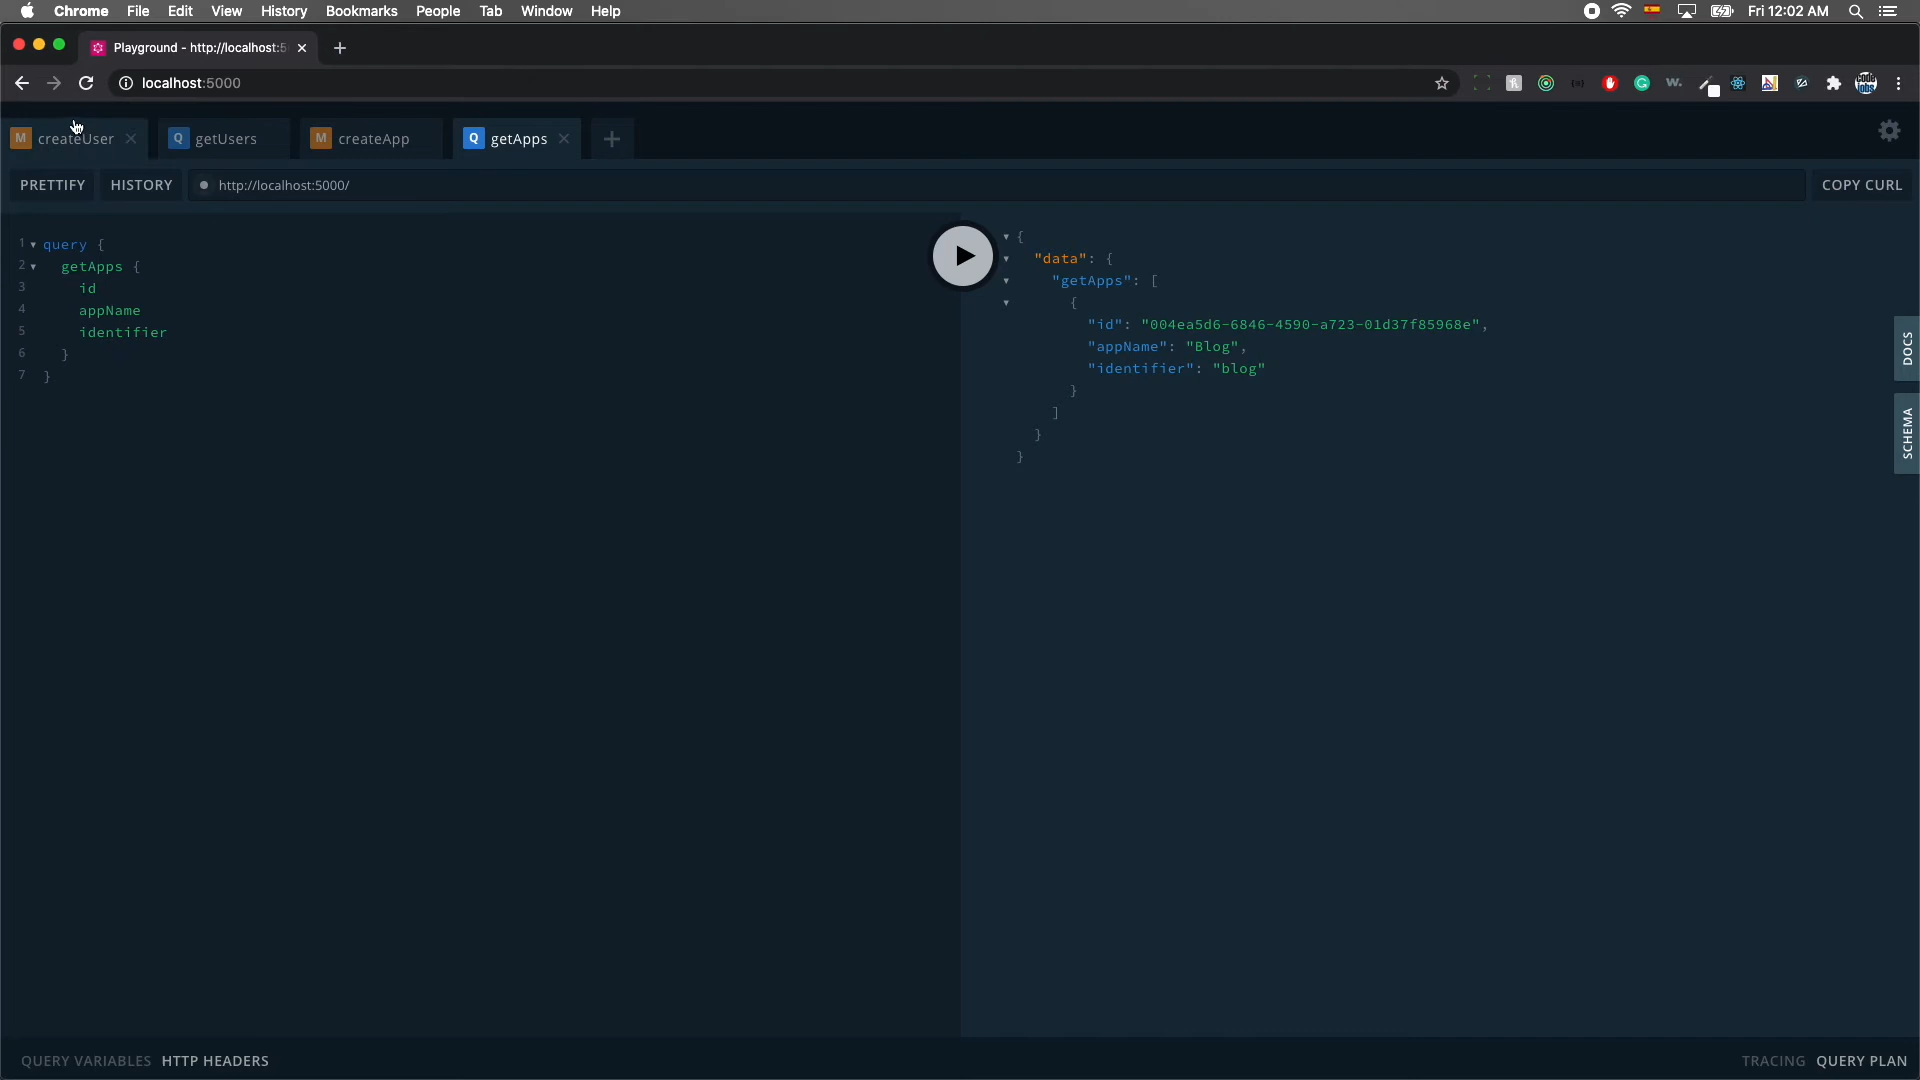 Chrome File Edit View History Bookmarks People Tab Window Help Fri 12:02 AM
Playground - http://localhost:5
localhost:5000
M createUser Q getUsers M createApp Q getApps
PRETTIFY HISTORY http://localhost:5000/ COPY CURL
1 query {
2 getApps {
3 id
4 appName
5 identifier
6 }
7 }
{
"data": {
"getApps": [
{
"id": "004ea5d6-6846-4590-a723-01d37f85968e",
"appName": "Blog",
"identifier": "blog"
}
]
}
}
DOCS
SCHEMA
QUERY VARIABLES HTTP HEADERS TRACING QUERY PLAN